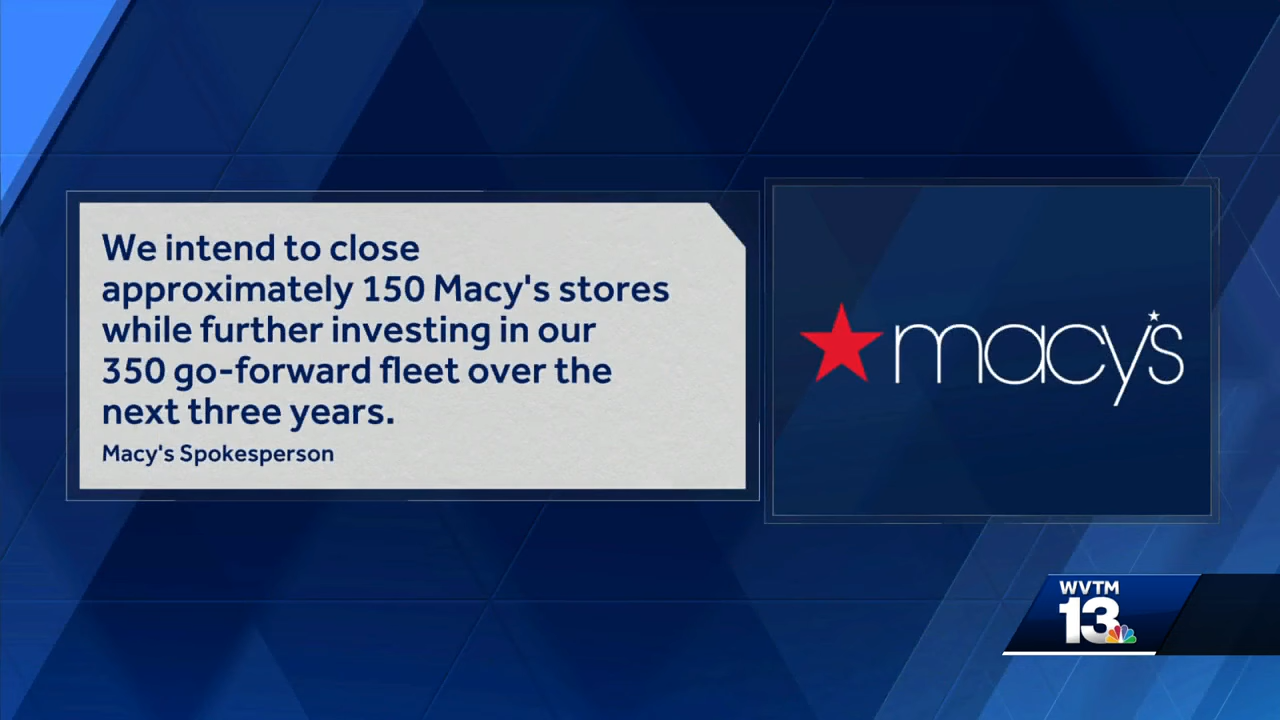 We intend to close
approximately 150 Macy's stores
while further investing in our
350 go-forward fleet over the
next three years.
Macy's Spokesperson
macy's
WVTM
13